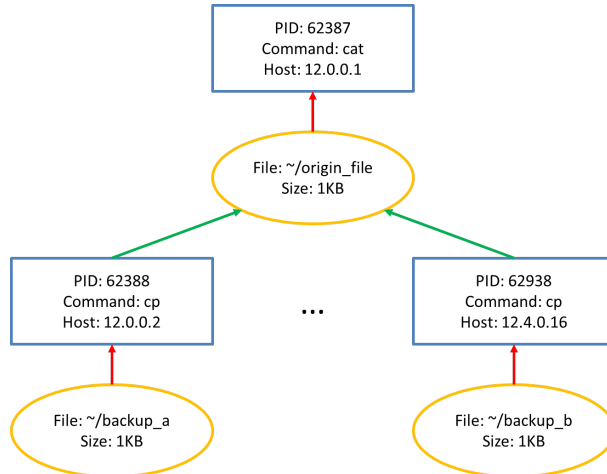 PID: 62387
Command: cat
Host: 12.0.0.1
File: ~/origin_file
Size: 1KB
PID: 62388
Command: cp
Host: 12.0.0.2
...
PID: 62938
Command: cp
Host: 12.4.0.16
File: ~/backup_a
Size: 1KB
File: ~/backup_b
Size: 1KB